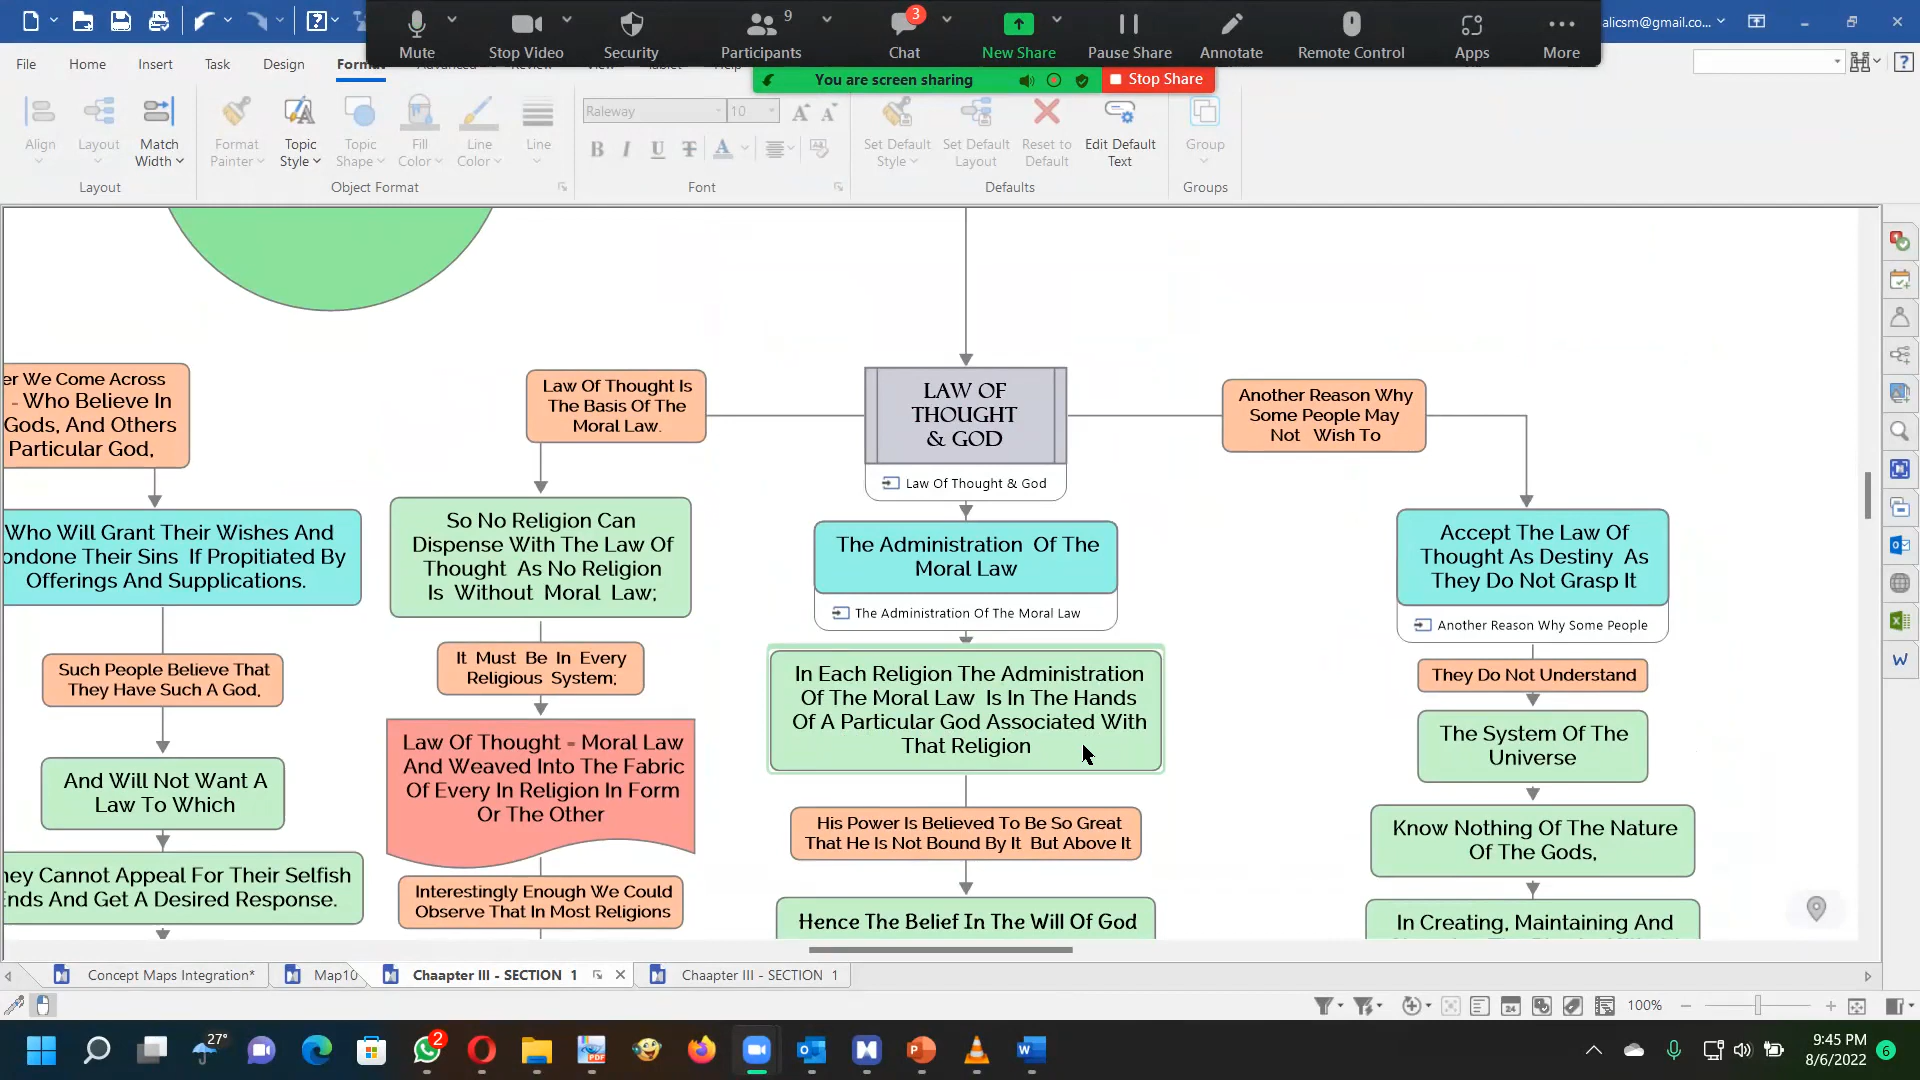 Mute
Stop Video
Security
9
Participants
3
Chat
New Share
Pause Share
Annotate
Remote Control
Apps
More
alicsm@gmail.co...
You are screen sharing
Stop Share
File
Home
Insert
Task
Design
Align
Layout
Match Width
Layout
Format Painter
Topic Style
Topic Shape
Fill Color
Line Color
Line
Object Format
Raleway
10
Font
Set Default Style
Set Default Layout
Reset to Default
Edit Default Text
Defaults
Group
Groups
er We Come Across
- Who Believe In
Gods, And Others
Particular God,
Who Will Grant Their Wishes And
ondone Their Sins If Propitiated By
Offerings And Supplications.
Such People Believe That
They Have Such A God,
And Will Not Want A
Law To Which
hey Cannot Appeal For Their Selfish
Ends And Get A Desired Response.
Law Of Thought Is
The Basis Of The
Moral Law.
So No Religion Can
Dispense With The Law Of
Thought As No Religion
Is Without Moral Law;
It Must Be In Every
Religious System;
Law Of Thought = Moral Law
And Weaved Into The Fabric
Of Every In Religion In Form
Or The Other
Interestingly Enough We Could
Observe That In Most Religions
LAW OF
THOUGHT
& GOD
Law Of Thought & God
The Administration Of The
Moral Law
The Administration Of The Moral Law
In Each Religion The Administration
Of The Moral Law Is In The Hands
Of A Particular God Associated With
That Religion
His Power Is Believed To Be So Great
That He Is Not Bound By It But Above It
Hence The Belief In The Will Of God
Another Reason Why
Some People May
Not Wish To
Accept The Law Of
Thought As Destiny As
They Do Not Grasp It
Another Reason Why Some People
They Do Not Understand
The System Of The
Universe
Know Nothing Of The Nature
Of The Gods,
In Creating, Maintaining And
Concept Maps Integration*
Map10
Chaapter III - SECTION 1
Chaapter III - SECTION 1
100%
27°
2
9:45 PM
8/6/2022
6